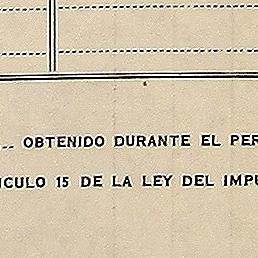 OBTENIDO DURANTE EL PER
ICULO 15 DE LA LEY DEL IMPU